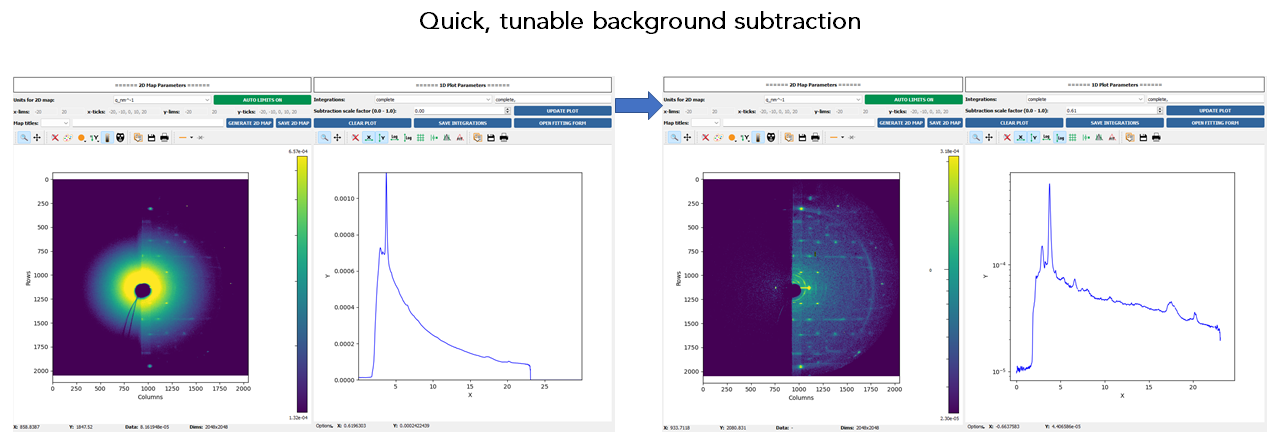 Quick, tunable background subtraction
====== 2D Map Parameters ======
====== 1D Plot Parameters ======
Units for 2D map:
q_nm^-1
AUTO LIMITS ON
Integrations:
complete
complete,
x-lims: -20 20 x-ticks: -20, -10, 0, 10, 20 y-lims: -20 20 y-ticks: -20, -10, 0, 10, 20
Subtraction scale factor (0.0 - 1.0):
0.00
UPDATE PLOT
Map titles:
GENERATE 2D MAP
SAVE 2D MAP
CLEAR PLOT
SAVE INTEGRATIONS
OPEN FITTING FORM
6.57e-04
0
250
500
750
1000
1250
1500
1750
2000
Rows
0 250 500 750 1000 1250 1500 1750 2000
Columns
1.32e-04
0.0010
0.0008
0.0006
0.0004
0.0002
0.0000
Y
5 15 20 25
X
X: 858.8387 Y: 1847.52 Data: 8.161948e-05 Dims: 2048x2048
Options, X: 0.6196303 Y: 0.0002422439
====== 2D Map Parameters ======
====== 1D Plot Parameters ======
Units for 2D map:
q_nm^-1
AUTO LIMITS ON
Integrations:
complete
complete,
x-lims: -20 20 x-ticks: -20, -10, 0, 10, 20 y-lims: -20 20 y-ticks: -20, -10, 0, 10, 20
Subtraction scale factor (0.0 - 1.0):
0.61
UPDATE PLOT
Map titles:
GENERATE 2D MAP
SAVE 2D MAP
CLEAR PLOT
SAVE INTEGRATIONS
OPEN FITTING FORM
3.18e-04
0
250
500
750
1000
1250
1500
1750
2000
Rows
0 250 500 750 1000 1250 1500 1750 2000
Columns
2.30e-05
10⁻⁴
10⁻⁵
Y
0 5 10 15 20
X
X: 933.7118 Y: 2080.831 Data: - Dims: 2048x2048
Options, X: -0.6637583 Y: 4.406586e-05